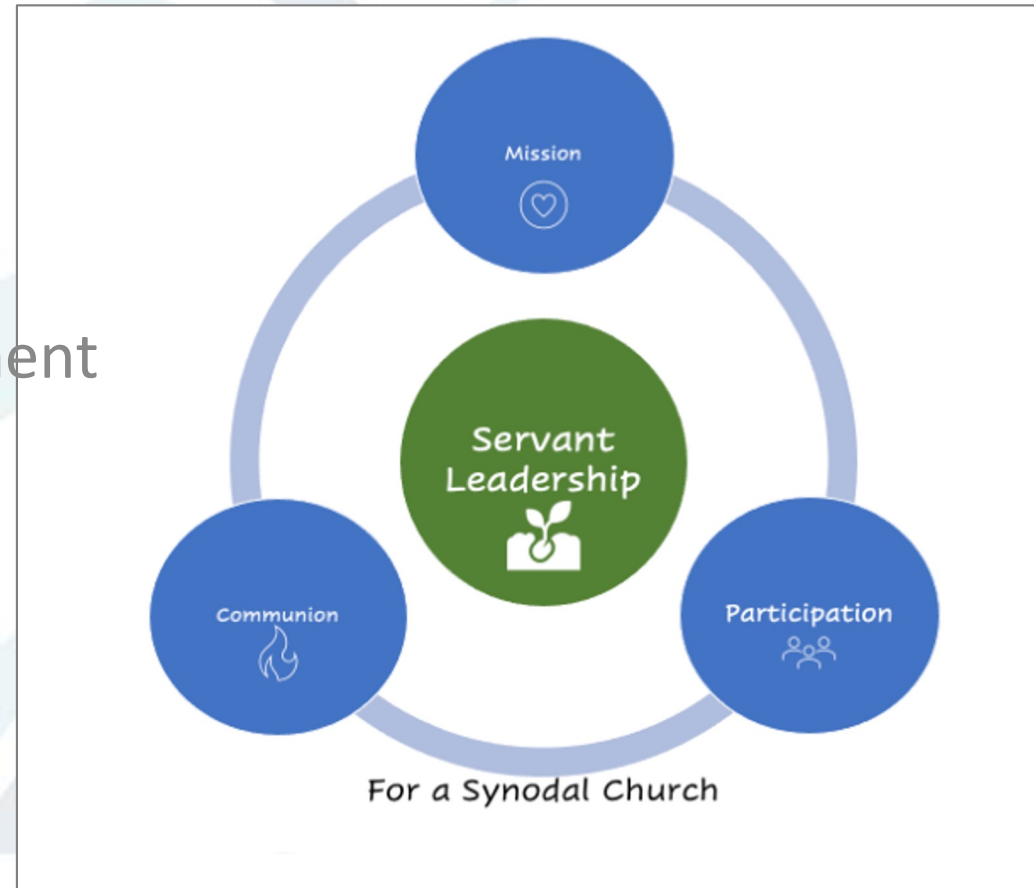 Mission
ent
Servant
Leadership
Communion
Participation
For a Synodal Church